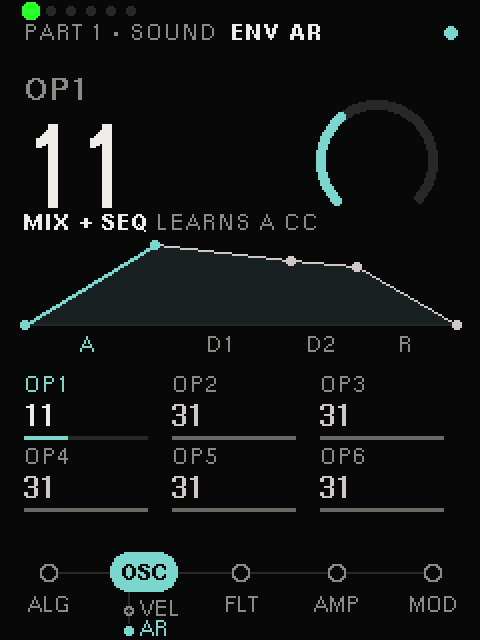 PART 1 · SOUND ENV AR
OP1
11
MIX + SEQ LEARNS A CC
A D1 D2 R
OP1 OP2 OP3
11 31 31
OP4 OP5 OP6
31 31 31
OSC
ALG VEL FLT AMP MOD
AR